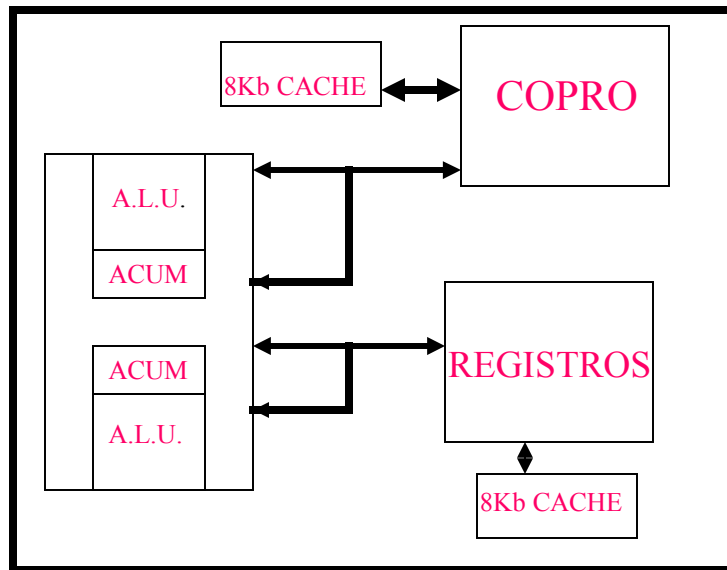 8Kb CACHE
COPRO
A.L.U.
ACUM
ACUM
REGISTROS
A.L.U.
8Kb CACHE